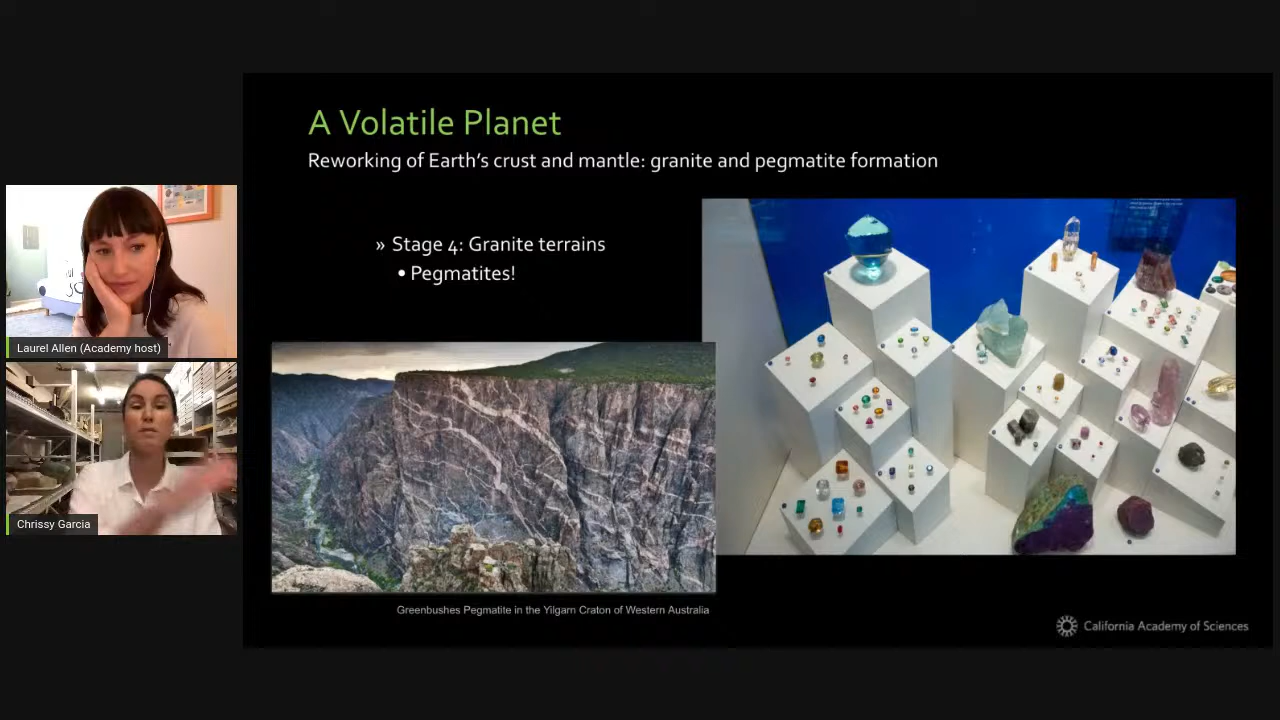 A Volatile Planet
Reworking of Earth's crust and mantle: granite and pegmatite formation
» Stage 4: Granite terrains
• Pegmatites!
Laurel Allen (Academy host)
Chrissy Garcia
Greenbushes Pegmatite in the Yilgarn Craton of Western Australia
California Academy of Sciences